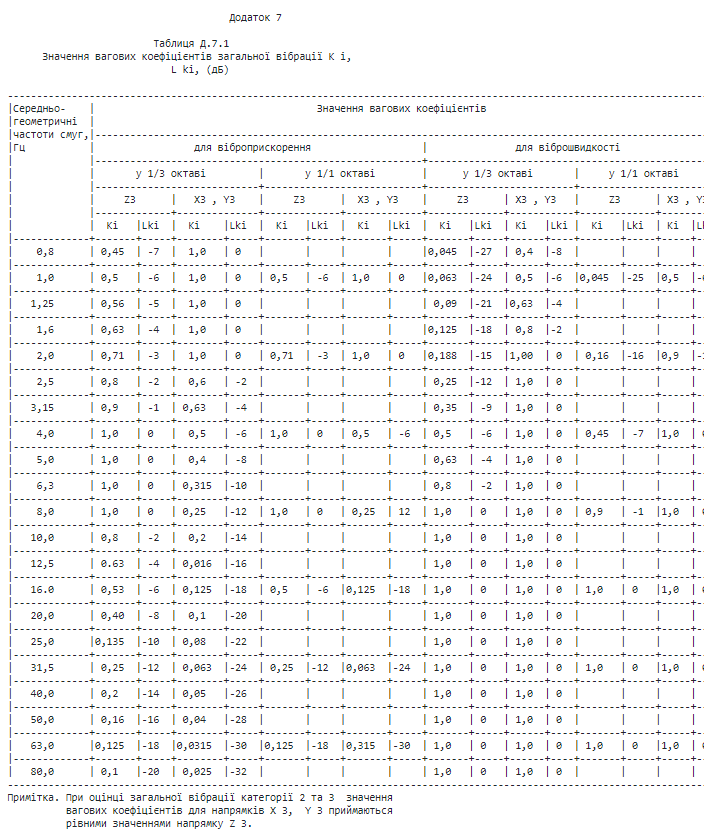 Додаток 7
Таблиця Д.7.1
Значення вагових коефіцієнтів загальної вібрації K i,
L ki, (дБ)
|Середньо- | Значення вагових коефіцієнтів
|геометричні |
|частоти смуг,|
|Гц | для віброприскорення | для віброшвидкості
| | у 1/3 октаві | у 1/1 октаві | у 1/3 октаві | у 1/1 октаві
| | Z3 | X3 , Y3 | Z3 | X3 , Y3 | Z3 | X3 , Y3 | Z3 | X3 , Y3
| | Ki |Lki | Ki |Lki | Ki |Lki | Ki |Lki | Ki |Lki | Ki |Lki | Ki |Lki | Ki |
| 0,8 | 0,45 | -7 | 1,0 | 0 | | | | |0,045 |-27 | 0,4 |-8 | | | |
| 1,0 | 0,5 | -6 | 1,0 | 0 | 0,5 | -6 | 1,0 | 0 |0,063 |-24 | 0,5 |-6 |0,045 |-25 |0,5 |
| 1,25 | 0,56 | -5 | 1,0 | 0 | | | | | 0,09 |-21 |0,63 |-4 | | | |
| 1,6 | 0,63 | -4 | 1,0 | 0 | | | | |0,125 |-18 | 0,8 |-2 | | | |
| 2,0 | 0,71 | -3 | 1,0 | 0 | 0,71 | -3 | 1,0 | 0 |0,188 |-15 |1,00 | 0 | 0,16 |-16 |0,9 |
| 2,5 | 0,8 | -2 | 0,6 | -2 | | | | | 0,25 |-12 | 1,0 | 0 | | | |
| 3,15 | 0,9 | -1 | 0,63 | -4 | | | | | 0,35 | -9 | 1,0 | 0 | | | |
| 4,0 | 1,0 | 0 | 0,5 | -6 | 1,0 | 0 | 0,5 | -6 | 0,5 | -6 | 1,0 | 0 | 0,45 | -7 |1,0 |
| 5,0 | 1,0 | 0 | 0,4 | -8 | | | | | 0,63 | -4 | 1,0 | 0 | | | |
| 6,3 | 1,0 | 0 | 0,315 |-10 | | | | | 0,8 | -2 | 1,0 | 0 | | | |
| 8,0 | 1,0 | 0 | 0,25 |-12 | 1,0 | 0 | 0,25 | 12 | 1,0 | 0 | 1,0 | 0 | 0,9 | -1 |1,0 |
| 10,0 | 0,8 | -2 | 0,2 |-14 | | | | | 1,0 | 0 | 1,0 | 0 | | | |
| 12,5 | 0.63 | -4 | 0,016 |-16 | | | | | 1,0 | 0 | 1,0 | 0 | | | |
| 16.0 | 0,53 | -6 | 0,125 |-18 | 0,5 | -6 |0,125 |-18 | 1,0 | 0 | 1,0 | 0 | 1,0 | 0 |1,0 |
| 20,0 | 0,40 | -8 | 0,1 |-20 | | | | | 1,0 | 0 | 1,0 | 0 | | | |
| 25,0 |0,135 |-10 | 0,08 |-22 | | | | | 1,0 | 0 | 1,0 | 0 | | | |
| 31,5 | 0,25 |-12 | 0,063 |-24 | 0,25 |-12 |0,063 |-24 | 1,0 | 0 | 1,0 | 0 | 1,0 | 0 |1,0 |
| 40,0 | 0,2 |-14 | 0,05 |-26 | | | | | 1,0 | 0 | 1,0 | 0 | | | |
| 50,0 | 0,16 |-16 | 0,04 |-28 | | | | | 1,0 | 0 | 1,0 | 0 | | | |
| 63,0 |0,125 |-18 |0,0315 |-30 |0,125 |-18 |0,315 |-30 | 1,0 | 0 | 1,0 | 0 | 1,0 | 0 |1,0 |
| 80,0 | 0,1 |-20 | 0,025 |-32 | | | | | 1,0 | 0 | 1,0 | 0 | | | |
Примітка. При оцінці загальної вібрації категорії 2 та 3 значення
вагових коефіцієнтів для напрямків X 3, Y 3 приймаються
рівними значеннями напрямку Z 3.